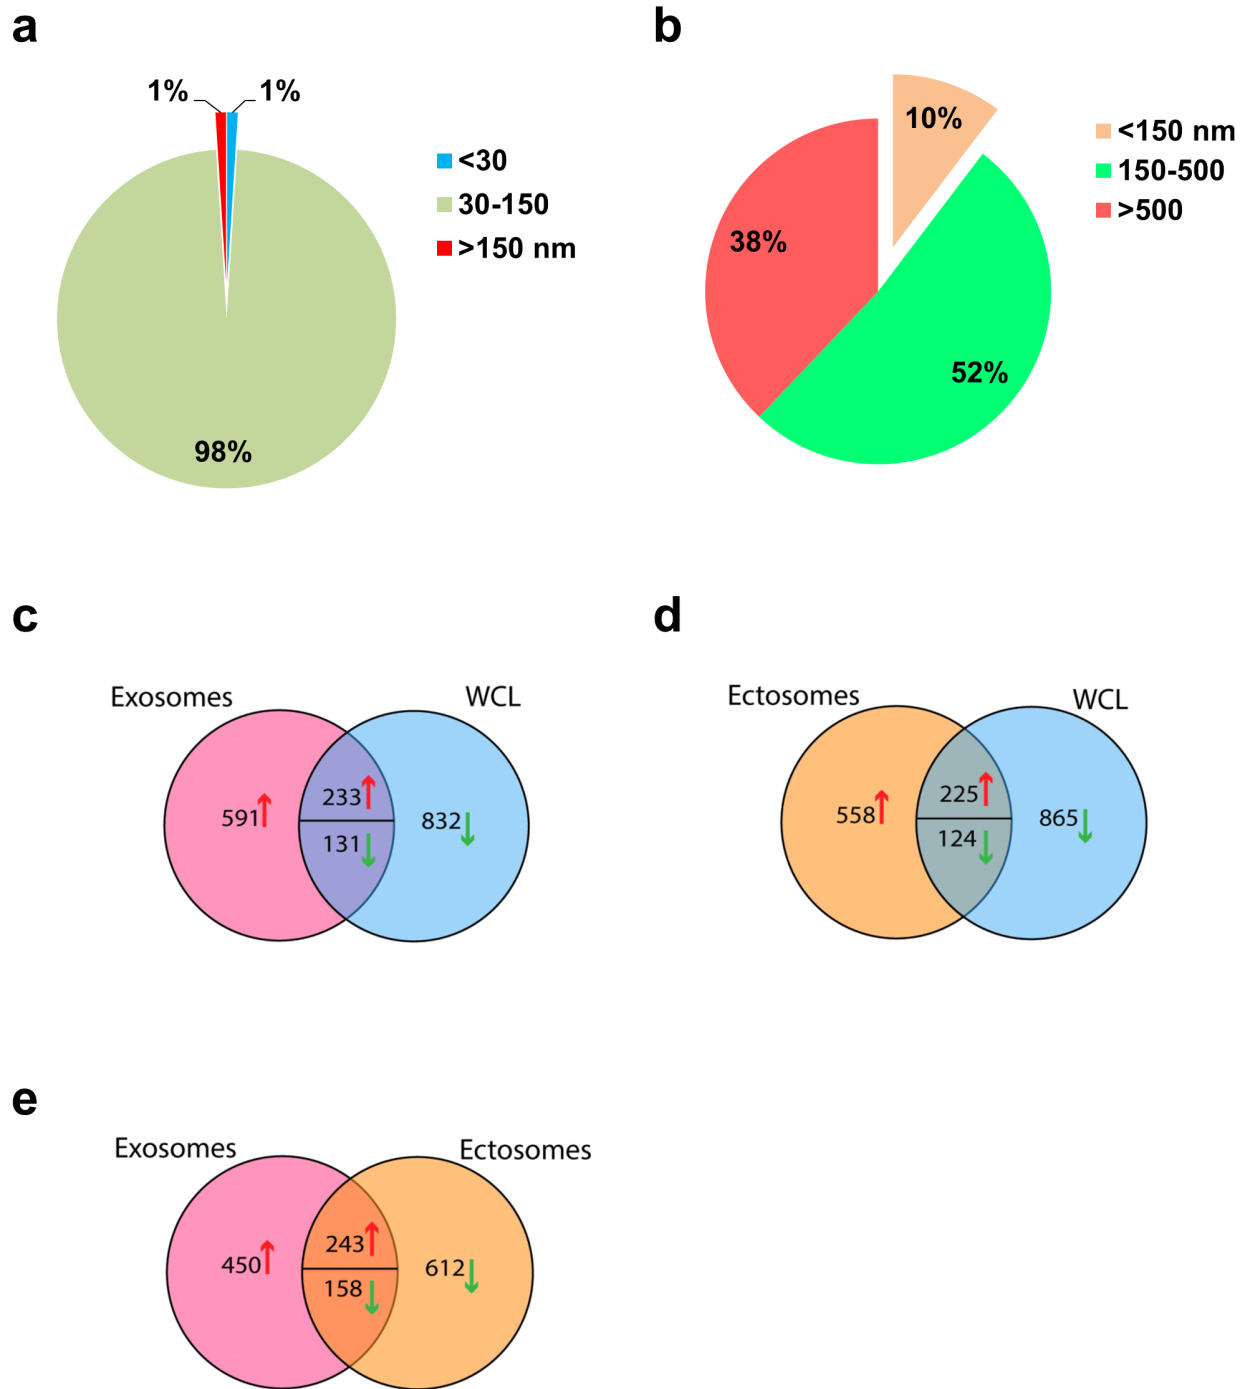 a
1%
1%
98%
<30
30-150
>150 nm
b
10%
38%
52%
<150 nm
150-500
>500
c
Exosomes
WCL
591↑
233↑
131↓
832↓
d
Ectosomes
WCL
558↑
225↑
124↓
865↓
e
Exosomes
Ectosomes
450↑
243↑
158↓
612↓